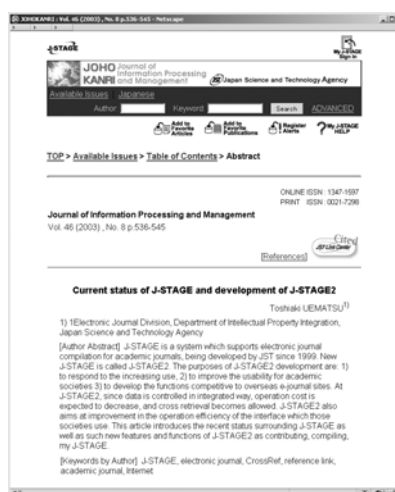 JOHOKANRI : Vol. 46 (2003) , No. 8 p.536-545 - Netscape
J-STAGE
My J-STAGE
Sign in
JOHO KANRI
Journal of
Information Processing
and Management
Japan Science and Technology Agency
Available Issues Japanese
Author Keyword Search ADVANCED
Add to Favorite Articles
Add to Favorite Publications
Register Alerts
?My J-STAGE HELP
TOP > Available Issues > Table of Contents > Abstract
ONLINE ISSN : 1347-1597
PRINT ISSN : 0021-7298
Journal of Information Processing and Management
Vol. 46 (2003) , No. 8 p.536-545
[References]
Cited
JST Link Center
Current status of J-STAGE and development of J-STAGE2
Toshiaki UEMATSU1)
1) 1Electronic Journal Division, Department of Intellectual Property Integration,
Japan Science and Technology Agency
[Author Abstract] J-STAGE is a system which supports electronic journal
compilation for academic journals, being developed by JST since 1999. New
J-STAGE is called J-STAGE2. The purposes of J-STAGE2 development are: 1)
to respond to the increasing use, 2) to improve the usability for academic
societies 3) to develop the functions competitive to overseas e-journal sites. At
J-STAGE2, since data is controlled in integrated way, operation cost is
expected to decrease, and cross retrieval becomes allowed. J-STAGE2 also
aims at improvement in the operation efficiency of the interface which those
societies use. This article introduces the recent status surrounding J-STAGE as
well as such new features and functions of J-STAGE2 as contributing, compiling,
my J-STAGE.
[Keywords by Author] J-STAGE, electronic journal, CrossRef, reference link,
academic journal, Internet